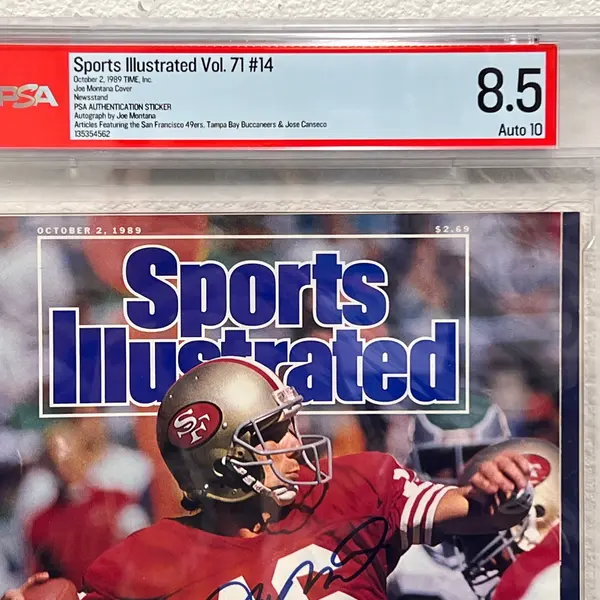 PSA
Sports Illustrated Vol. 71 #14
October 2, 1989 TIME, Inc.
Joe Montana Cover
Newsstand
PSA AUTHENTICATION STICKER
Autograph by Joe Montana
Articles Featuring the San Francisco 49ers, Tampa Bay Buccaneers & Jose Canseco
135354562
8.5
Auto 10
OCTOBER 2, 1989
$2.69
Sports
Illustrated
SF